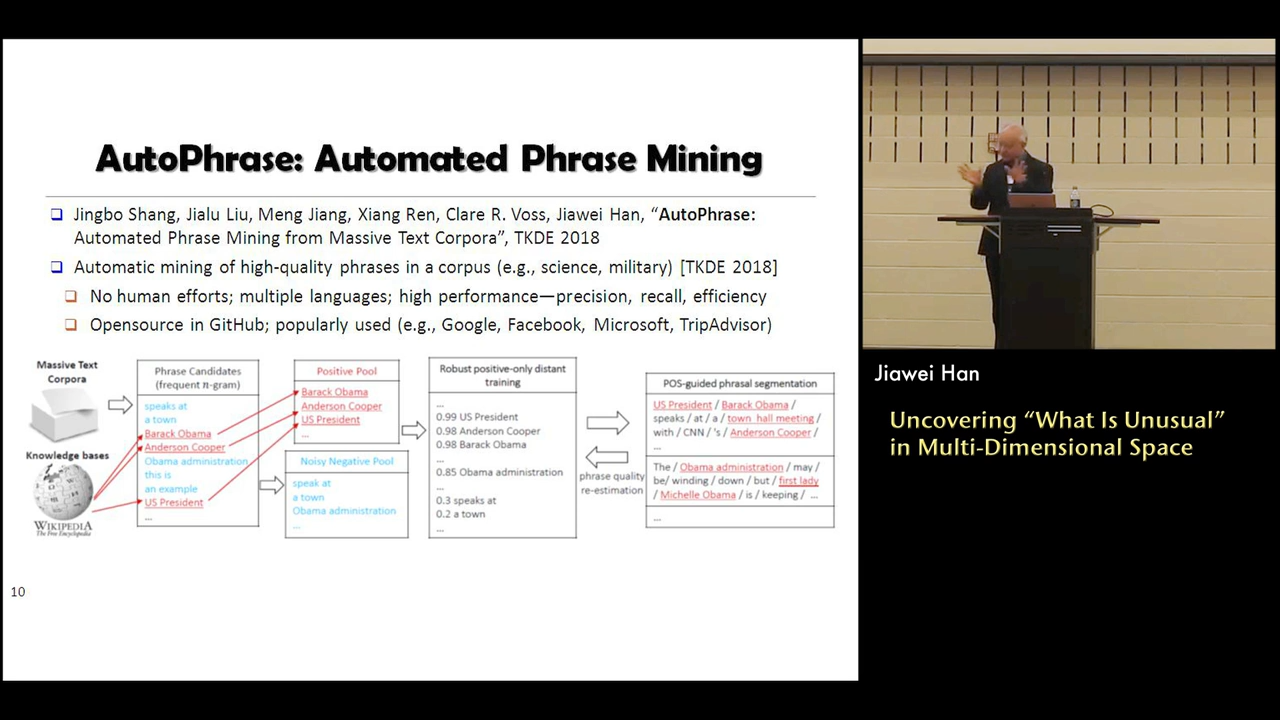 AutoPhrase: Automated Phrase Mining
Jingbo Shang, Jialu Liu, Meng Jiang, Xiang Ren, Clare R. Voss, Jiawei Han, “AutoPhrase:
Automated Phrase Mining from Massive Text Corpora”, TKDE 2018
Automatic mining of high-quality phrases in a corpus (e.g., science, military) [TKDE 2018]
No human efforts; multiple languages; high performance—precision, recall, efficiency
Opensource in GitHub; popularly used (e.g., Google, Facebook, Microsoft, TripAdvisor)
Massive Text
Corpora
Knowledge bases
WIKIPEDIA
The Free Encyclopedia
Phrase Candidates
(frequent n-gram)
speaks at
a town
Barack Obama
Anderson Cooper
Obama administration
this is
an example
US President
...
Positive Pool
Barack Obama
Anderson Cooper
US President
...
Noisy Negative Pool
speak at
a town
Obama administration
...
Robust positive-only distant
training
...
0.99 US President
0.98 Anderson Cooper
0.98 Barack Obama
...
0.85 Obama administration
...
0.3 speaks at
0.2 a town
...
phrase quality
re-estimation
POS-guided phrasal segmentation
US President / Barack Obama /
speaks / at / a / town hall meeting /
with / CNN / 's / Anderson Cooper /
...
The / Obama administration / may /
be/ winding / down / but / first lady
/ Michelle Obama / is / keeping / ...
...
10
Jiawei Han
Uncovering “What Is Unusual”
in Multi-Dimensional Space